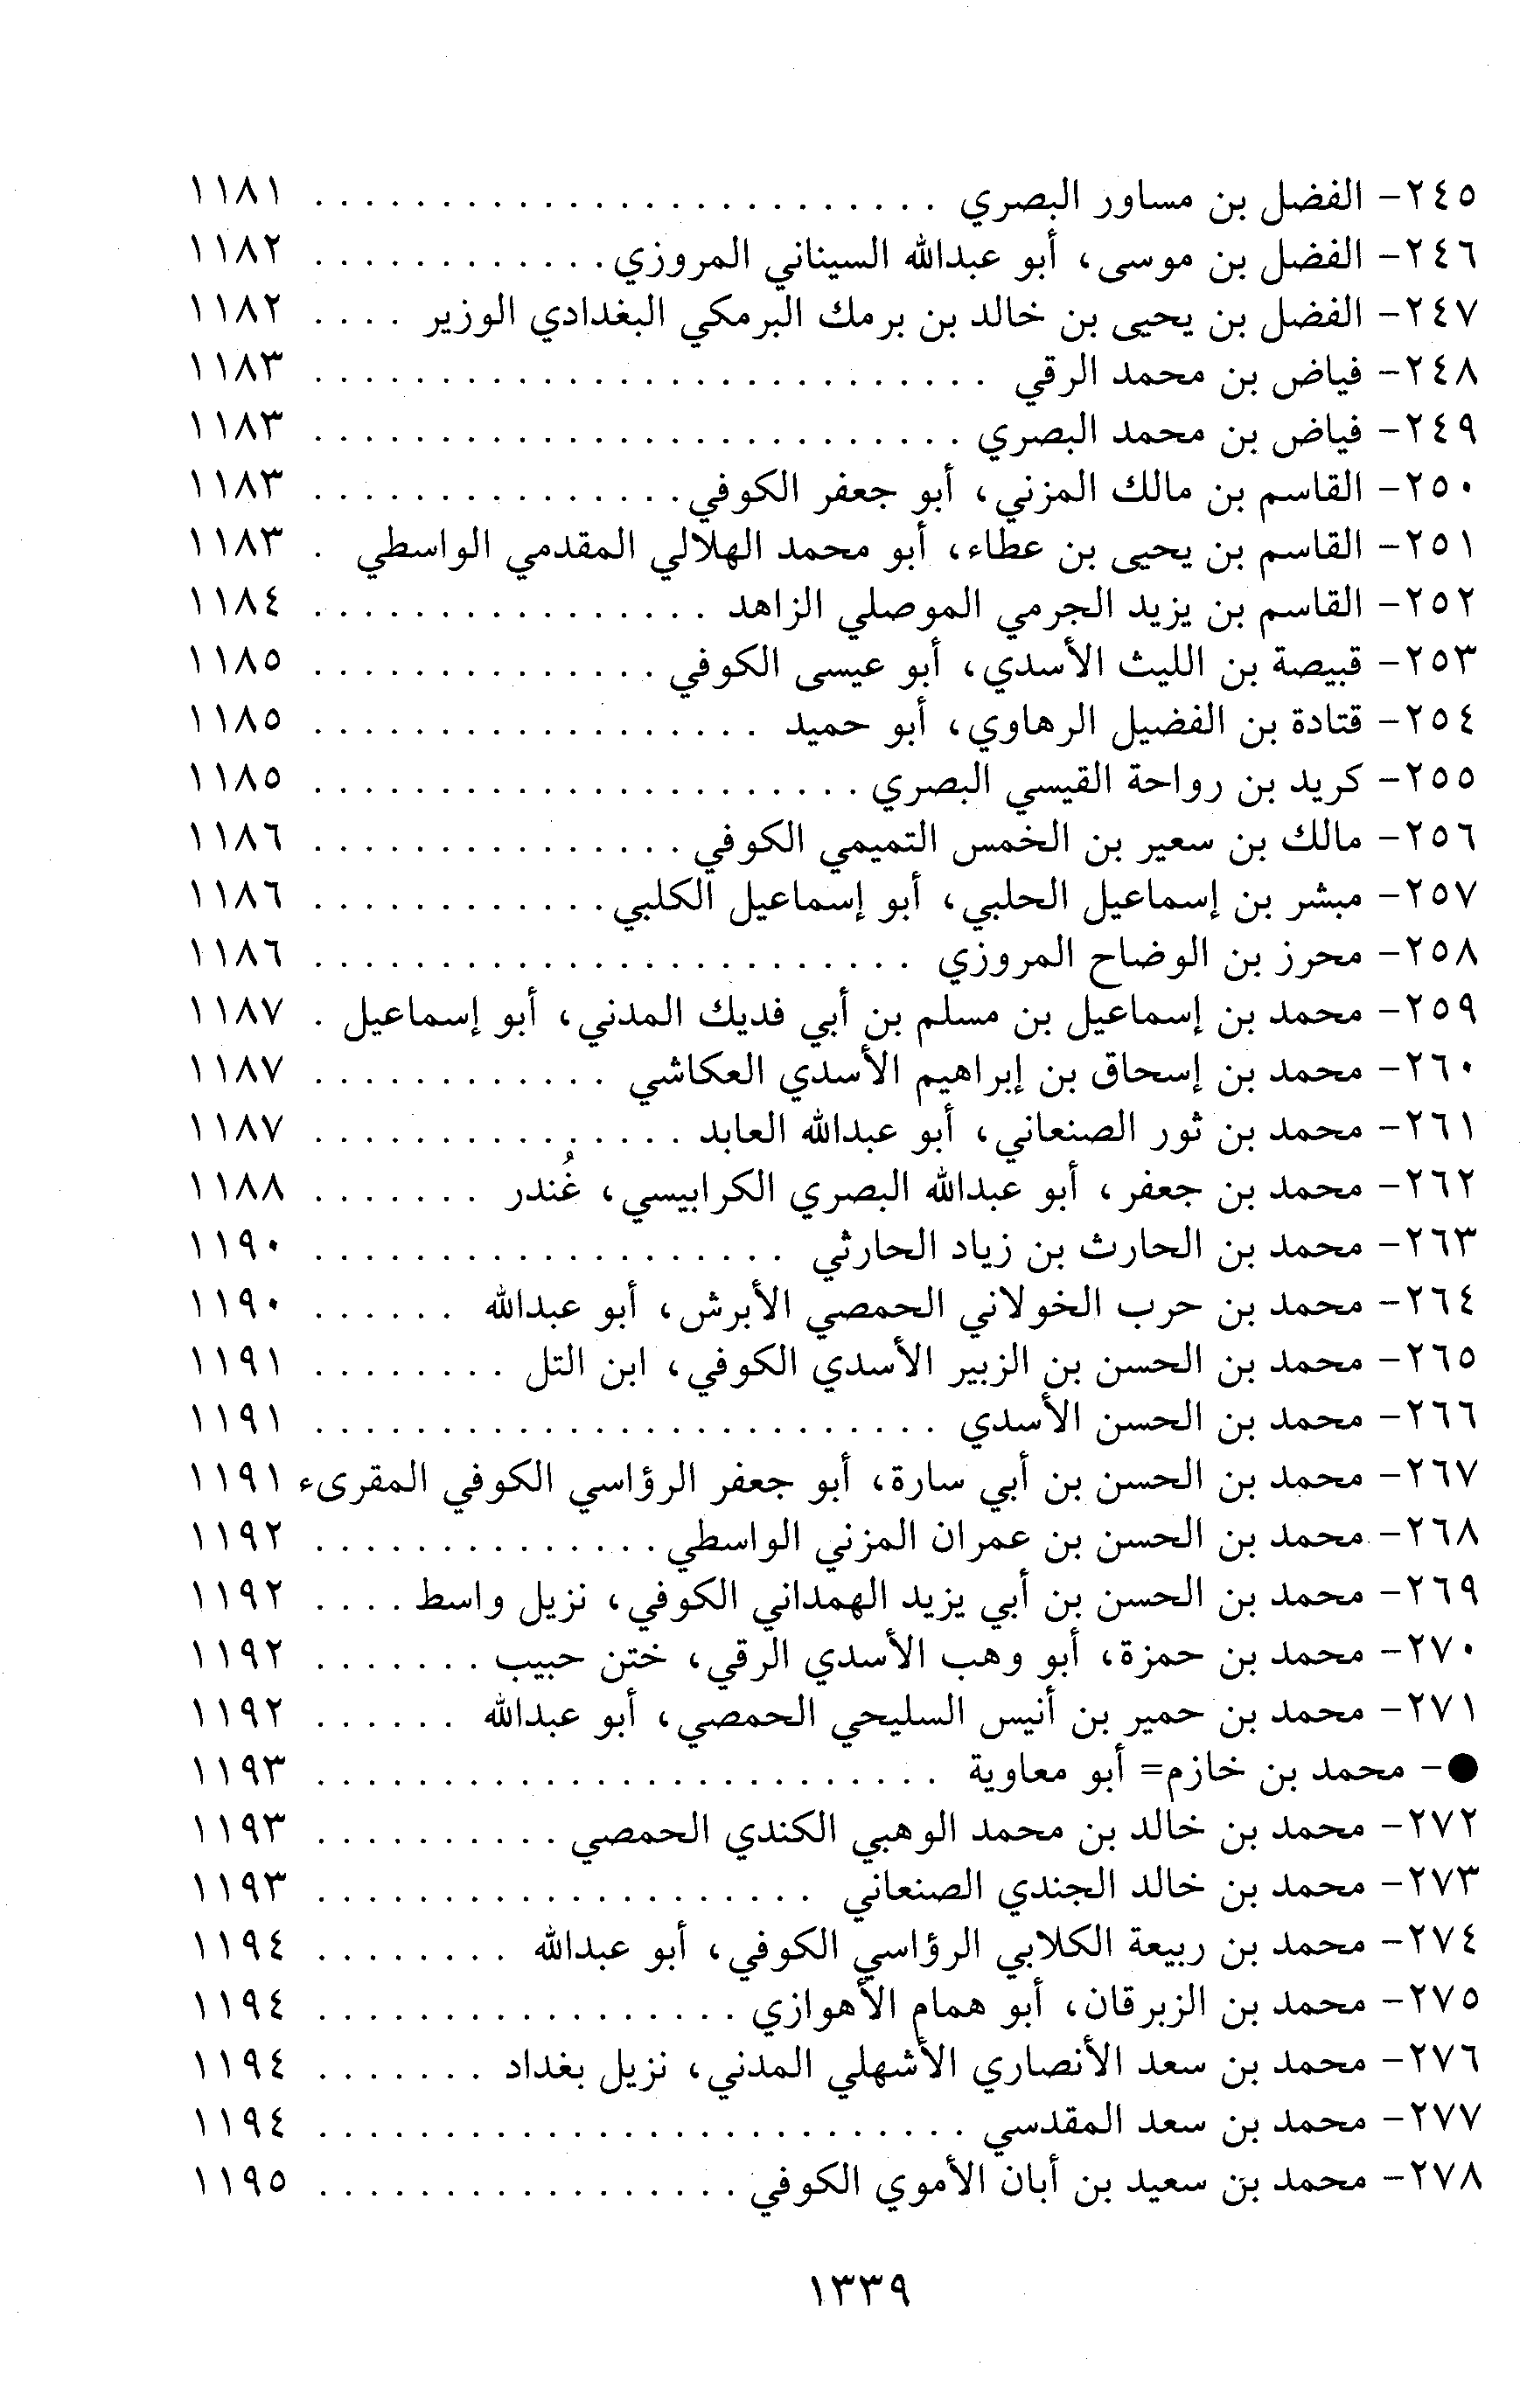 ٢٤٥- الفضل بن مساور البصري . . . . . . . . . . . . . . . . . . . . . . . . . ١١٨١
٢٤٦- الفضل بن موسى، أبو عبدالله السيناني المروزي . . . . . . . . . . . . ١١٨٢
٢٤٧- الفضل بن يحيى بن خالد بن برمك البرمكي البغدادي الوزير . . . . ١١٨٢
٢٤٨- فياض بن محمد الرقي . . . . . . . . . . . . . . . . . . . . . . . . . . . ١١٨٣
٢٤٩- فياض بن محمد البصري . . . . . . . . . . . . . . . . . . . . . . . . . . ١١٨٣
٢٥٠- القاسم بن مالك المزني، أبو جعفر الكوفي . . . . . . . . . . . . . . . ١١٨٣
٢٥١- القاسم بن يحيى بن عطاء، أبو محمد الهلالي المقدمي الواسطي . ١١٨٣
٢٥٢- القاسم بن يزيد الجرمي الموصلي الزاهد . . . . . . . . . . . . . . . . ١١٨٤
٢٥٣- قبيصة بن الليث الأسدي، أبو عيسى الكوفي . . . . . . . . . . . . . . ١١٨٥
٢٥٤- قتادة بن الفضيل الرهاوي، أبو حميد . . . . . . . . . . . . . . . . . . ١١٨٥
٢٥٥- كريد بن رواحة القيسي البصري . . . . . . . . . . . . . . . . . . . . . . ١١٨٥
٢٥٦- مالك بن سعير بن الخمس التميمي الكوفي . . . . . . . . . . . . . . . ١١٨٦
٢٥٧- مبشر بن إسماعيل الحلبي، أبو إسماعيل الكلبي . . . . . . . . . . . . ١١٨٦
٢٥٨- محرز بن الوضاح المروزي . . . . . . . . . . . . . . . . . . . . . . . . ١١٨٦
٢٥٩- محمد بن إسماعيل بن مسلم بن أبي فديك المدني، أبو إسماعيل . ١١٨٧
٢٦٠- محمد بن إسحاق بن إبراهيم الأسدي العكاشي . . . . . . . . . . . . ١١٨٧
٢٦١- محمد بن ثور الصنعاني، أبو عبدالله العابد . . . . . . . . . . . . . . . ١١٨٧
٢٦٢- محمد بن جعفر، أبو عبدالله البصري الكرابيسي، غُندر . . . . . . . ١١٨٨
٢٦٣- محمد بن الحارث بن زياد الحارثي . . . . . . . . . . . . . . . . . . . ١١٩٠
٢٦٤- محمد بن حرب الخولاني الحمصي الأبرش، أبو عبدالله . . . . . . ١١٩٠
٢٦٥- محمد بن الحسن بن الزبير الأسدي الكوفي، ابن التل . . . . . . . . ١١٩١
٢٦٦- محمد بن الحسن الأسدي . . . . . . . . . . . . . . . . . . . . . . . . . ١١٩١
٢٦٧- محمد بن الحسن بن أبي سارة، أبو جعفر الرؤاسي الكوفي المقرىء ١١٩١
٢٦٨- محمد بن الحسن بن عمران المزني الواسطي . . . . . . . . . . . . . . ١١٩٢
٢٦٩- محمد بن الحسن بن أبي يزيد الهمداني الكوفي، نزيل واسط . . . . ١١٩٢
٢٧٠- محمد بن حمزة، أبو وهب الأسدي الرقي، ختن حبيب . . . . . . . ١١٩٢
٢٧١- محمد بن حمير بن أنيس السليحي الحمصي، أبو عبدالله . . . . . . ١١٩٢
●- محمد بن خازم= أبو معاوية . . . . . . . . . . . . . . . . . . . . . . . . . ١١٩٣
٢٧٢- محمد بن خالد بن محمد الوهبي الكندي الحمصي . . . . . . . . . . ١١٩٣
٢٧٣- محمد بن خالد الجندي الصنعاني . . . . . . . . . . . . . . . . . . . . ١١٩٣
٢٧٤- محمد بن ربيعة الكلابي الرؤاسي الكوفي، أبو عبدالله . . . . . . . . ١١٩٤
٢٧٥- محمد بن الزبرقان، أبو همام الأهوازي . . . . . . . . . . . . . . . . . ١١٩٤
٢٧٦- محمد بن سعد الأنصاري الأشهلي المدني، نزيل بغداد . . . . . . . ١١٩٤
٢٧٧- محمد بن سعد المقدسي . . . . . . . . . . . . . . . . . . . . . . . . . . ١١٩٤
٢٧٨- محمد بن سعيد بن أبان الأموي الكوفي . . . . . . . . . . . . . . . . . ١١٩٥
١٣٣٩